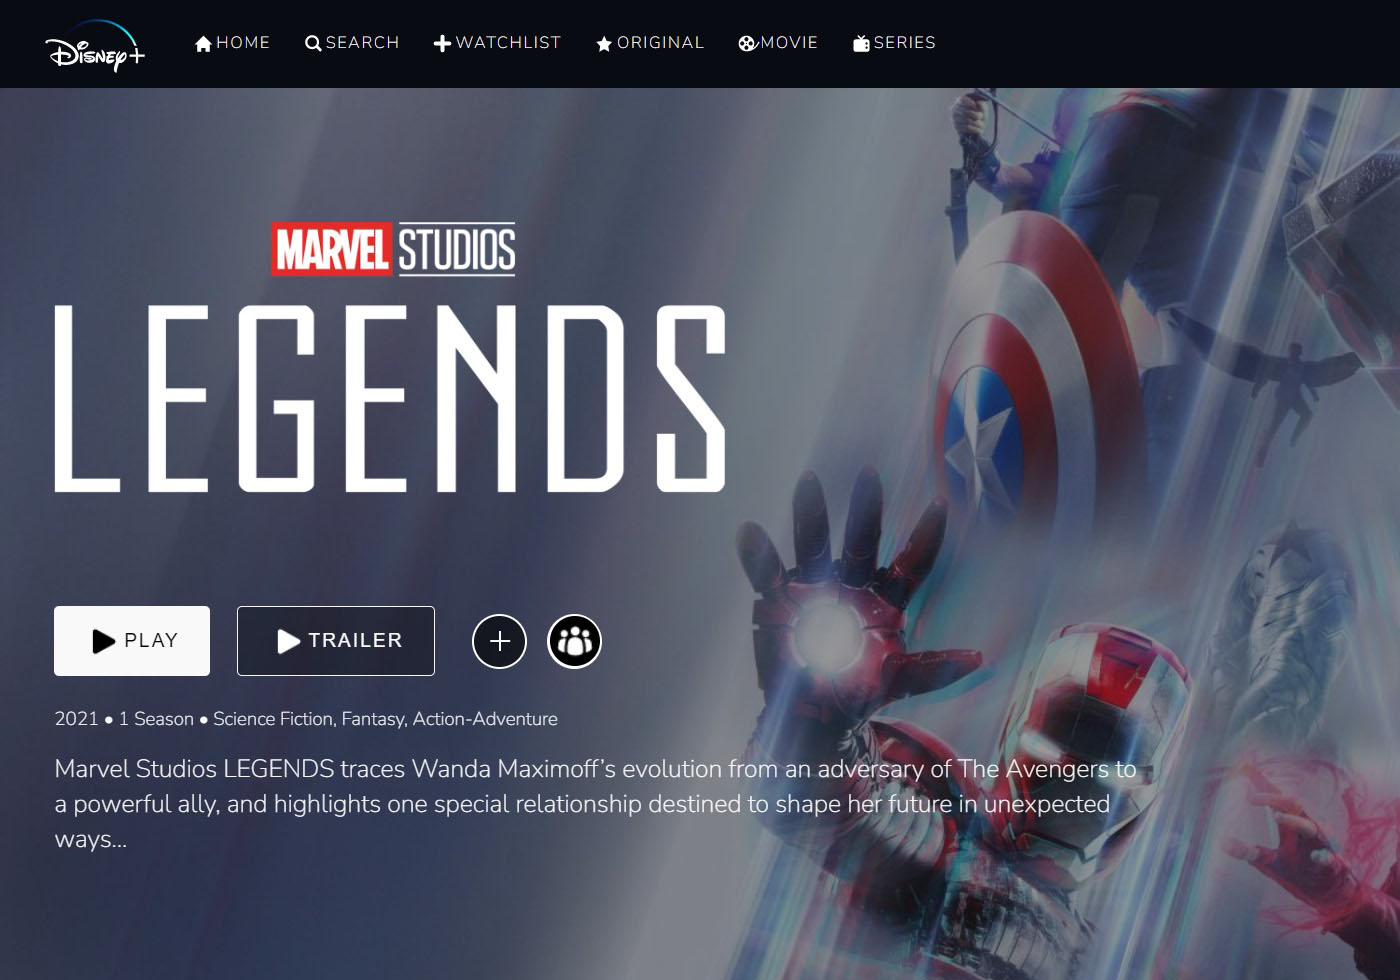 Disney+ HOME SEARCH WATCHLIST ORIGINAL MOVIE SERIES
MARVEL STUDIOS
LEGENDS
PLAY TRAILER
2021 • 1 Season • Science Fiction, Fantasy, Action-Adventure
Marvel Studios LEGENDS traces Wanda Maximoff’s evolution from an adversary of The Avengers to
a powerful ally, and highlights one special relationship destined to shape her future in unexpected
ways...